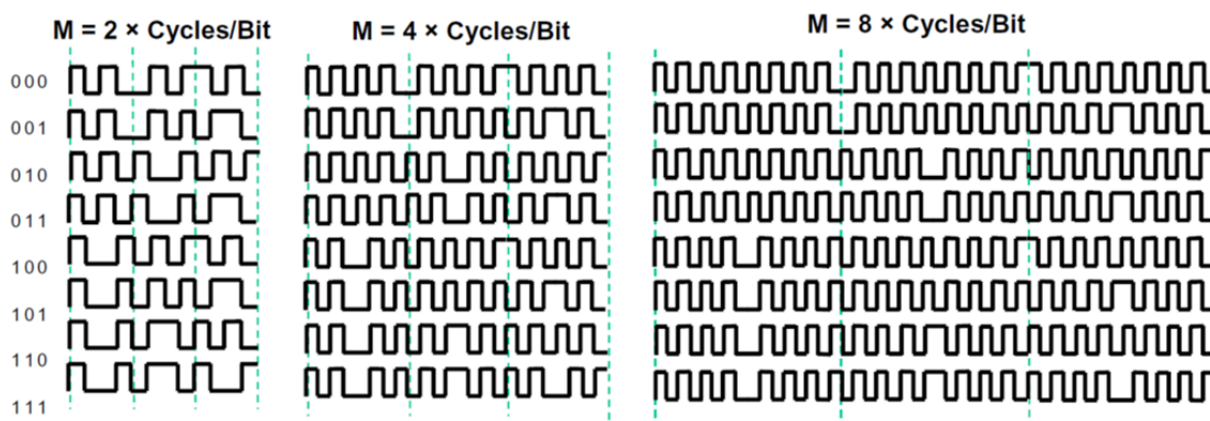 M = 2 × Cycles/Bit
M = 4 × Cycles/Bit
M = 8 × Cycles/Bit
000
001
010
011
100
101
110
111